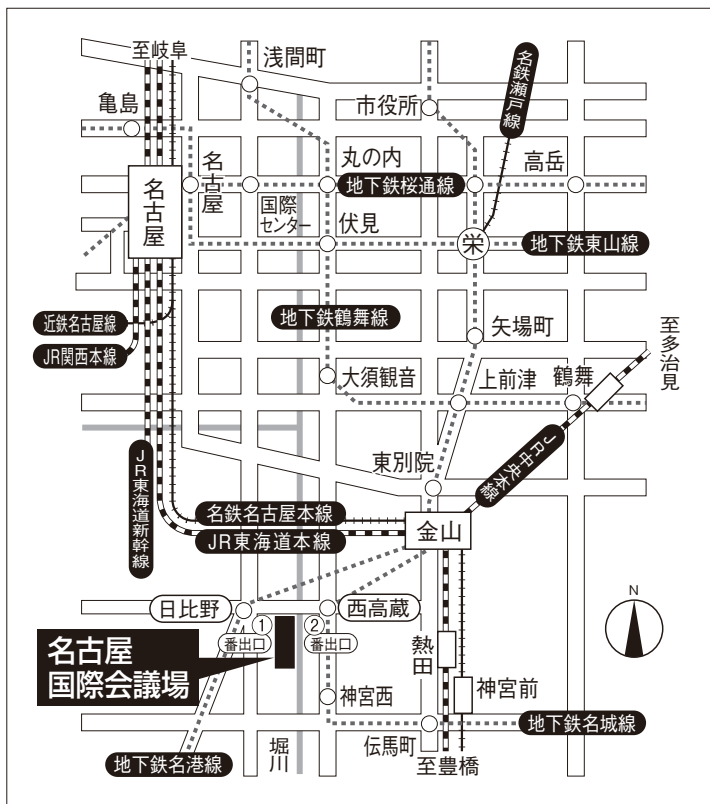 至岐阜
浅間町
名鉄瀬戸線
市役所
亀島
名古屋
丸の内
高岳
地下鉄桜通線
名古屋
国際
センター
伏見
栄
地下鉄東山線
近鉄名古屋線
JR関西本線
地下鉄鶴舞線
矢場町
至多治見
大須観音
上前津
鶴舞
JR東海道新幹線
東別院
JR中央本線
名鉄名古屋本線
JR東海道本線
金山
N
日比野
西高蔵
1
番出口
2
番出口
名古屋
国際会議場
熱田
神宮西
神宮前
地下鉄名港線
堀川
伝馬町
地下鉄名城線
至豊橋